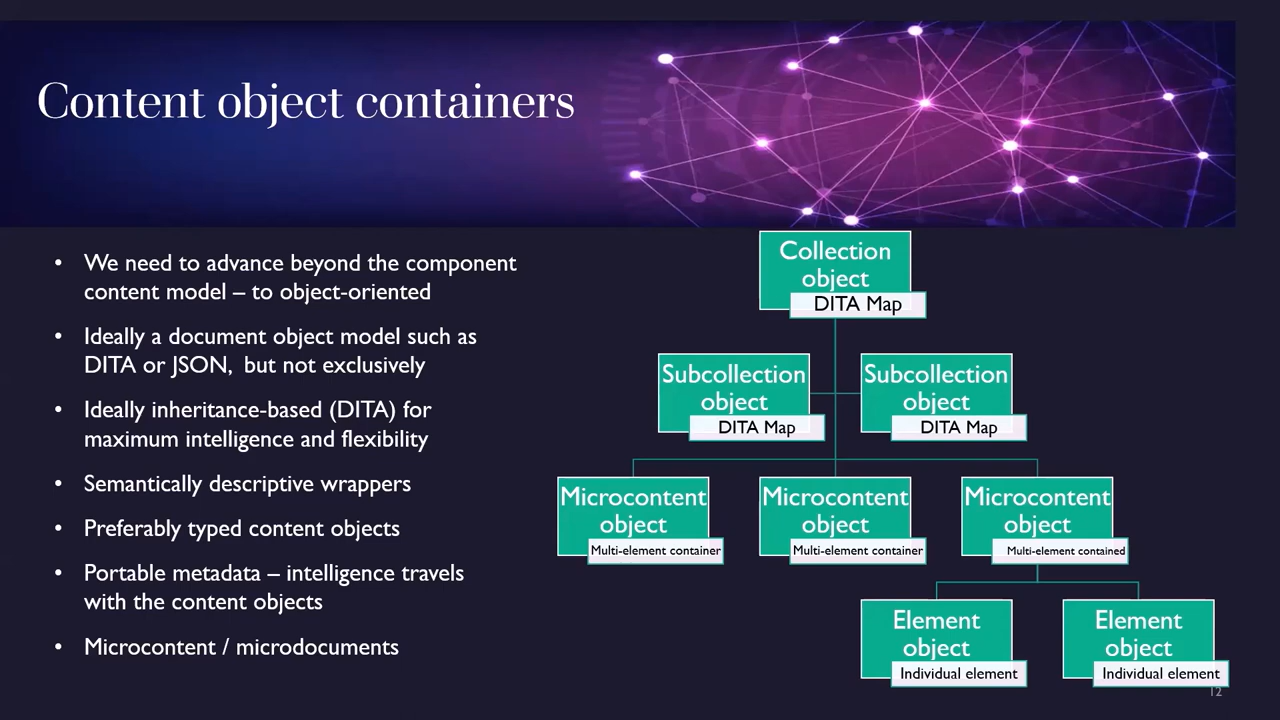 Content object containers
• We need to advance beyond the component
content model – to object-oriented
• Ideally a document object model such as
DITA or JSON, but not exclusively
• Ideally inheritance-based (DITA) for
maximum intelligence and flexibility
• Semantically descriptive wrappers
• Preferably typed content objects
• Portable metadata – intelligence travels
with the content objects
• Microcontent / microdocuments
Collection
object
DITA Map
Subcollection
object
DITA Map
Subcollection
object
DITA Map
Microcontent
object
Multi-element container
Microcontent
object
Multi-element container
Microcontent
object
Multi-element contained
Element
object
Individual element
Element
object
Individual element
12